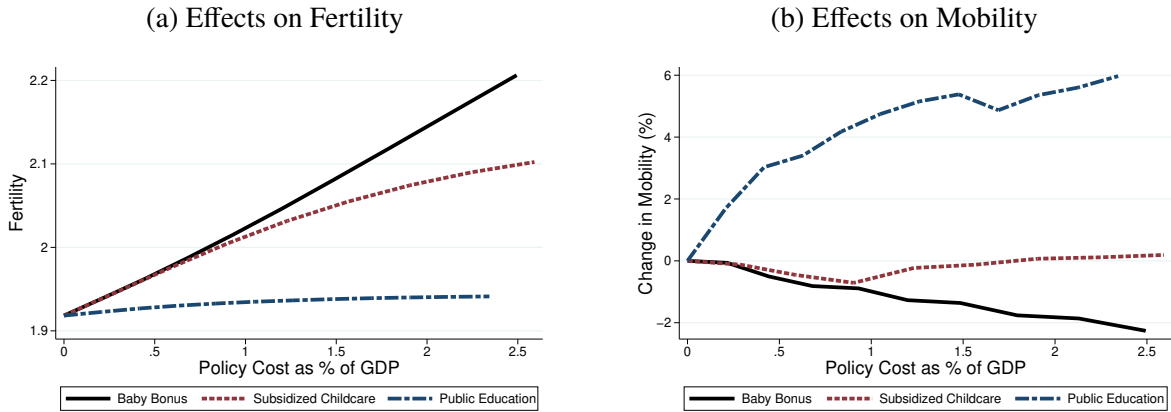 (a) Effects on Fertility
2.2
2.1
2
1.9
Fertility
0 .5 1 1.5 2 2.5
Policy Cost as % of GDP
Baby Bonus Subsidized Childcare Public Education
(b) Effects on Mobility
6
4
2
0
−2
Change in Mobility (%)
0 .5 1 1.5 2 2.5
Policy Cost as % of GDP
Baby Bonus Subsidized Childcare Public Education